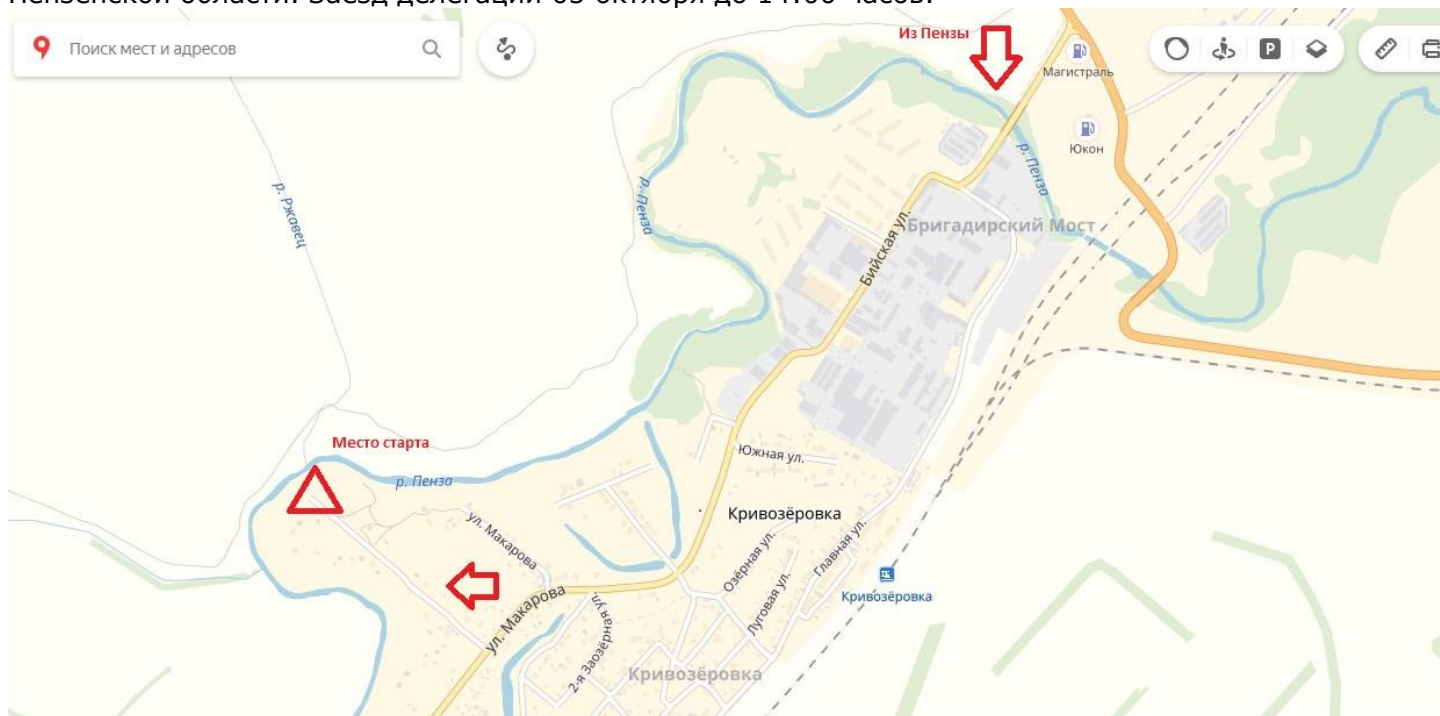 Пензенской области. Заезд делегаций 05 октября до 14.00 часов.
Поиск мест и адресов
Из Пензы
P
Магистраль
Юкон
р. Пенза
р. Ржавец
р. Пенза
Бригадирский Мост
Бийская ул.
Место старта
р. Пенза
Южная ул.
ул. Макарова
Кривозёровка
Озёрная ул.
Главная ул.
Луговая ул.
Кривозёровка
ул. Макарова
2-я Заозёрная ул.
Кривозёровка